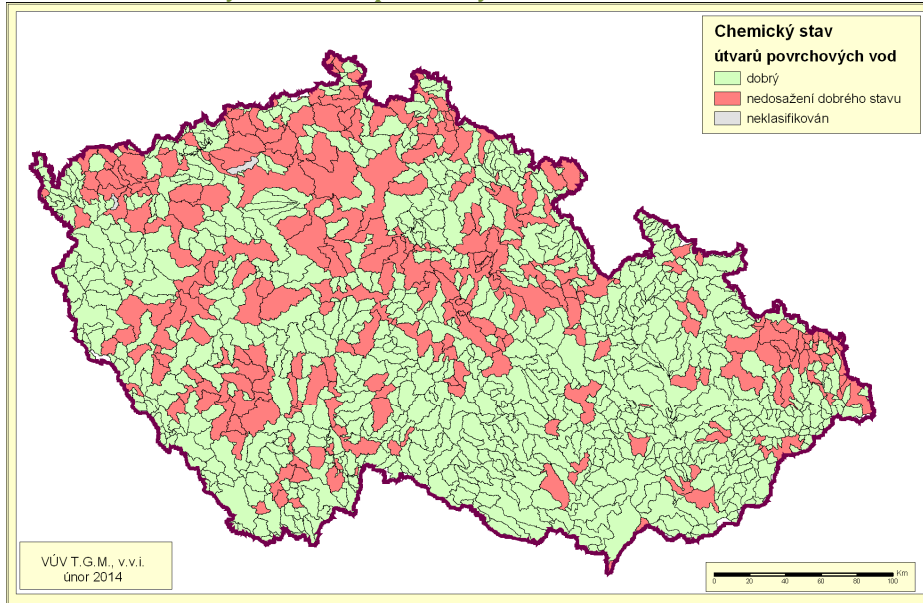 Chemický stav
útvarů povrchových vod
dobrý
nedosažení dobrého stavu
neklasifikován
VÚV T.G.M., v.v.i.
únor 2014
Km
0 20 40 60 80 100